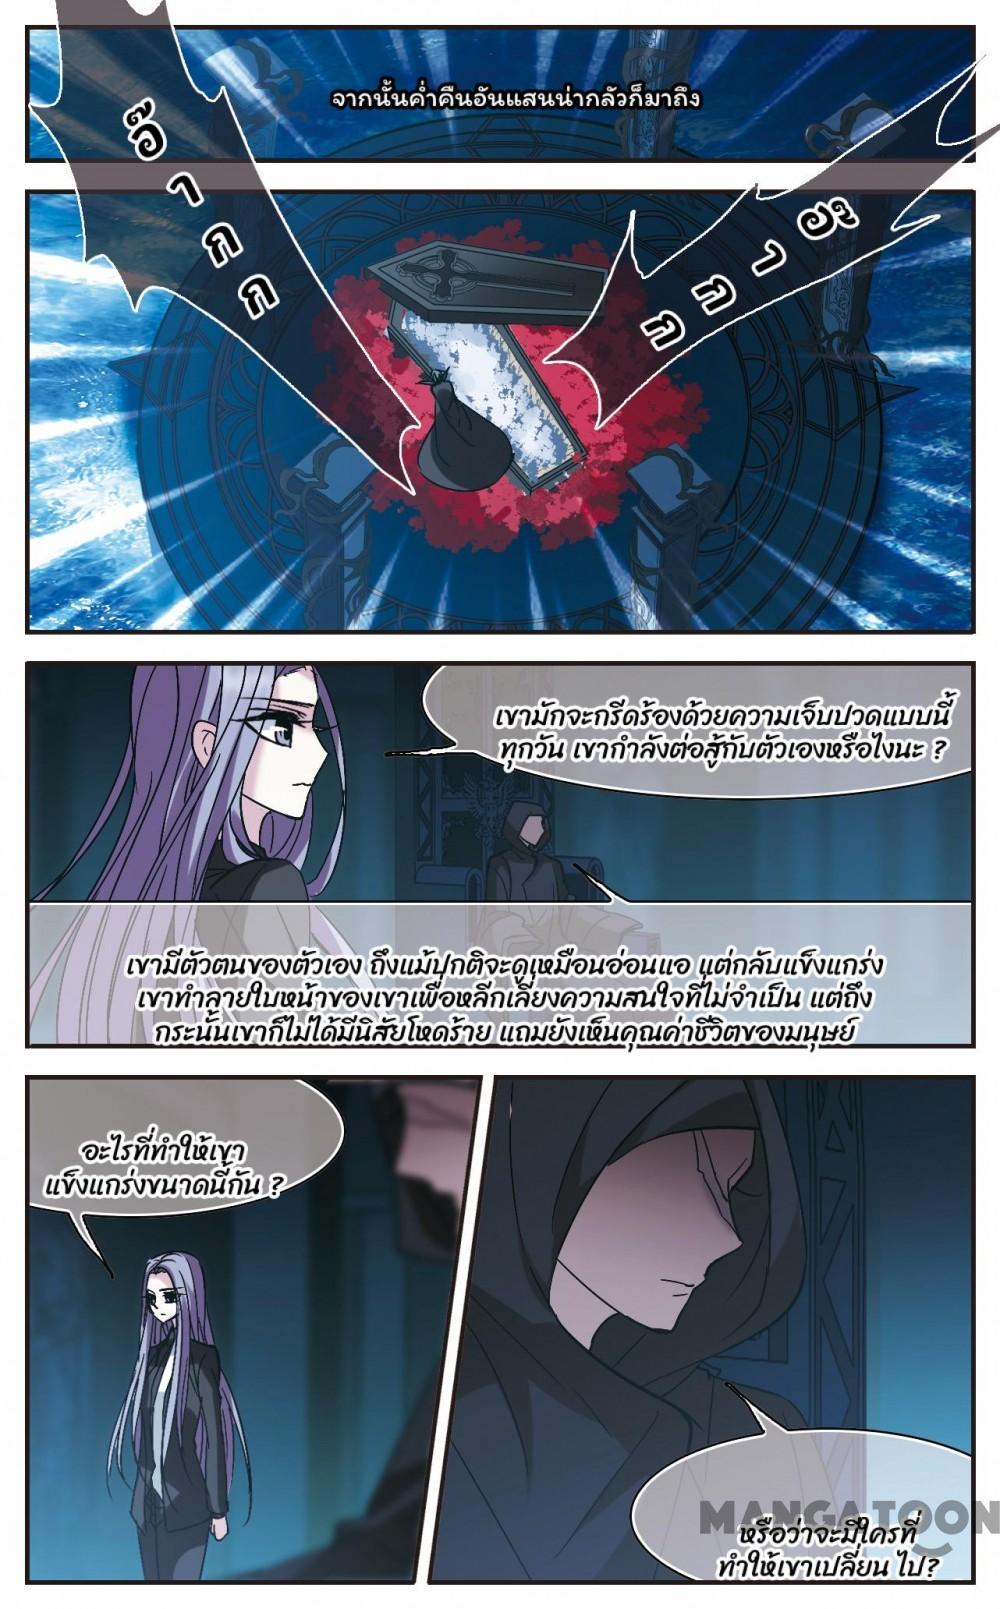 จากนั้นค่ำคืนอันแสนน่ากลัวก็มาถึง
อ๊ากกก
อ๊ากกก
เขามักจะกรีดร้องด้วยความเจ็บปวดแบบนี้
ทุกวัน เขากำลังต่อสู้กับตัวเองหรือไงนะ ?
เขามีตัวตนของตัวเอง ถึงแม้ปกติจะดูเหมือนอ่อนแอ แต่กลับแข็งแกร่ง
เขาทำลายใบหน้าของเขาเพื่อหลีกเลี่ยงความสนใจที่ไม่จำเป็น แต่ถึง
กระนั้นเขาก็ไม่ได้มีนิสัยโหดร้าย แถมยังเห็นคุณค่าชีวิตของมนุษย์
อะไรที่ทำให้เขา
แข็งแกร่งขนาดนี้กัน ?
MANGATOON
หรือว่าจะมีใครที่
ทำให้เขาเปลี่ยน ไป?